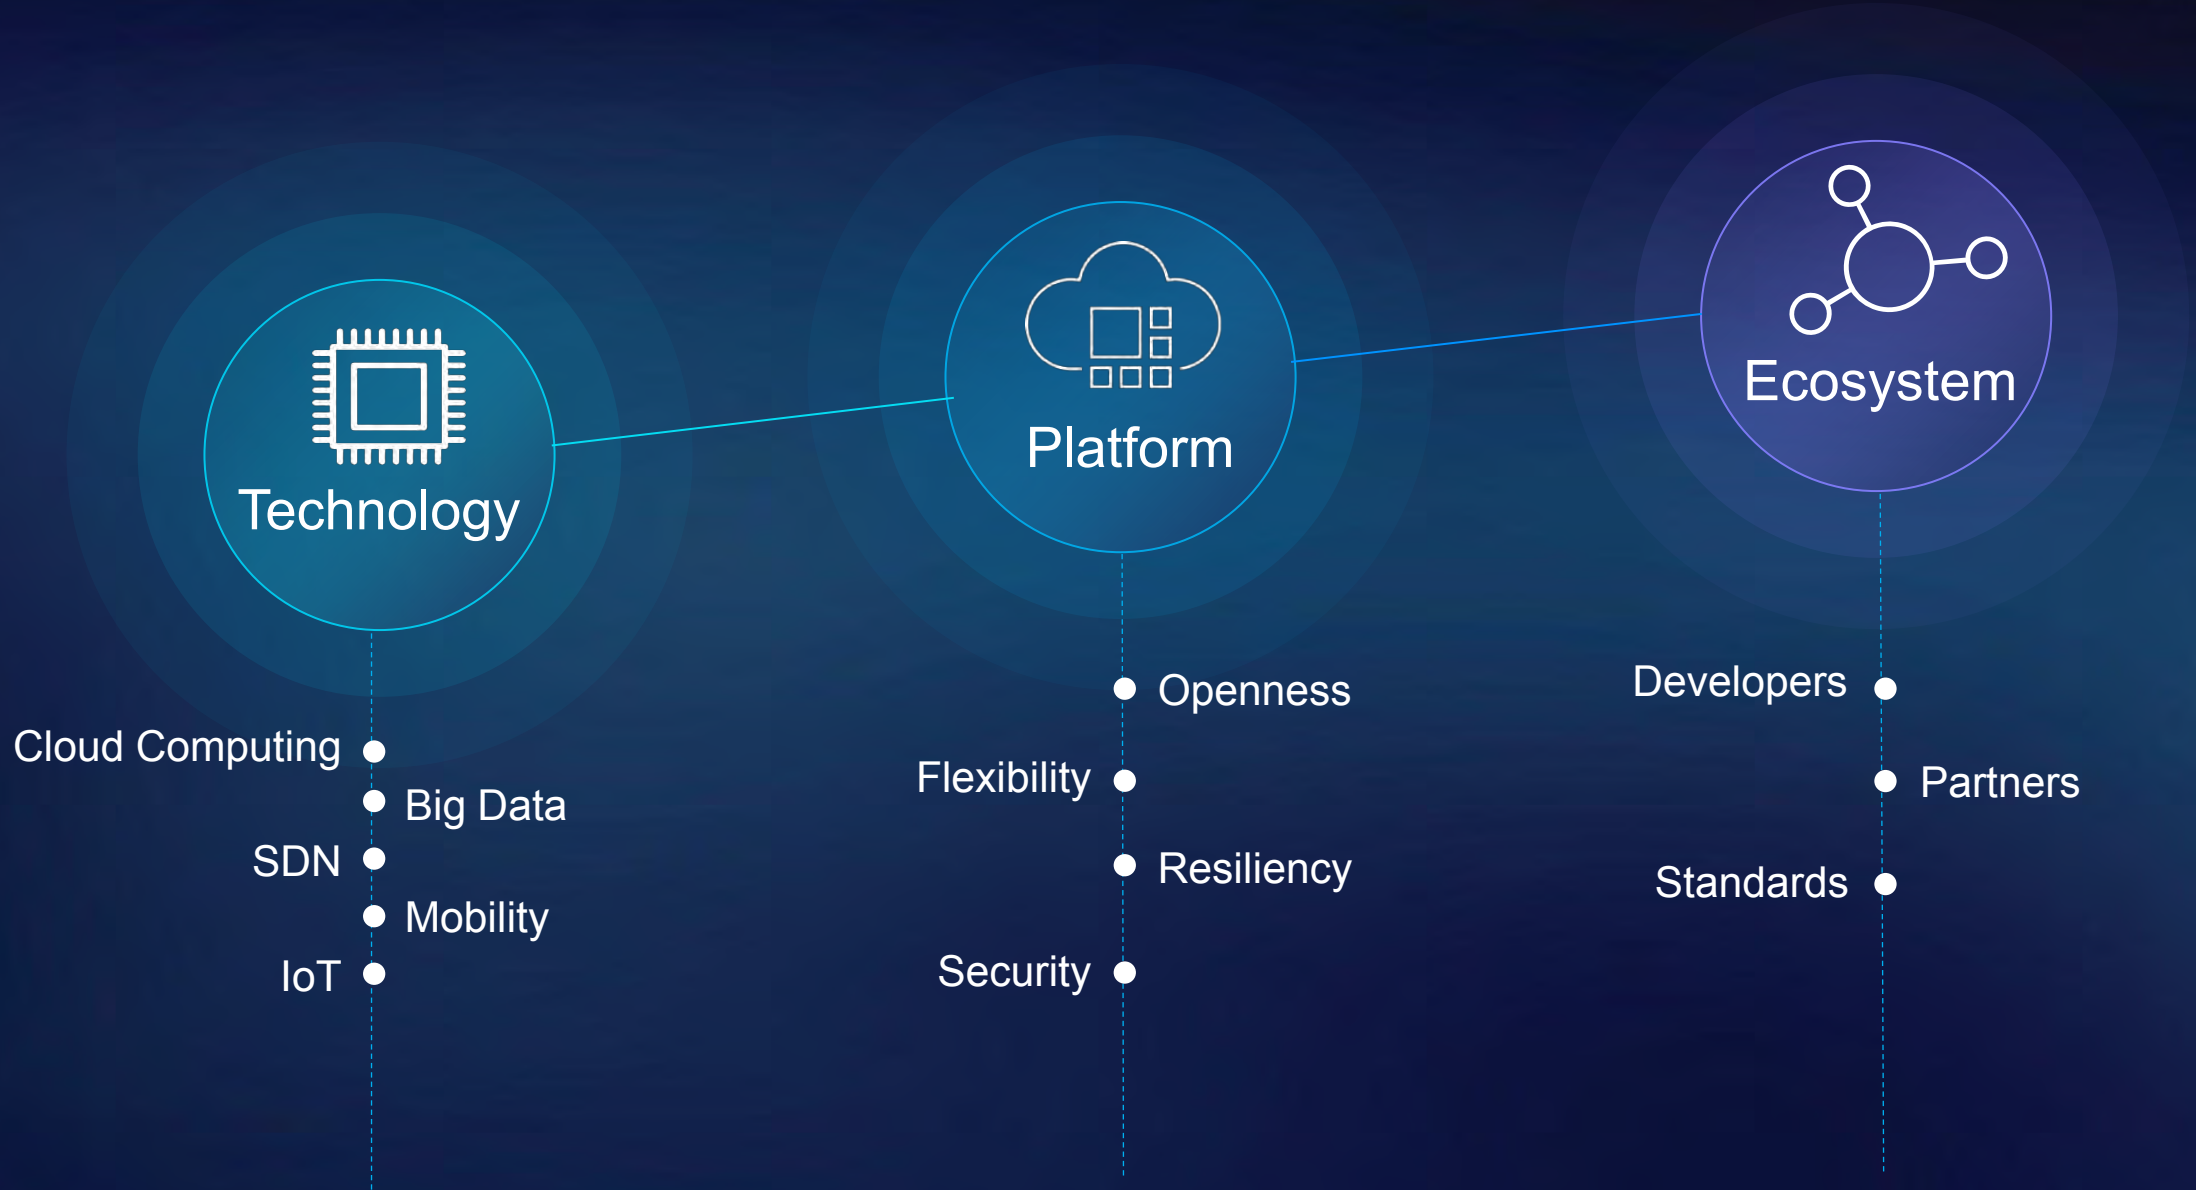 Technology
Cloud Computing
Big Data
SDN
Mobility
IoT
Platform
Openness
Flexibility
Resiliency
Security
Ecosystem
Developers
Partners
Standards